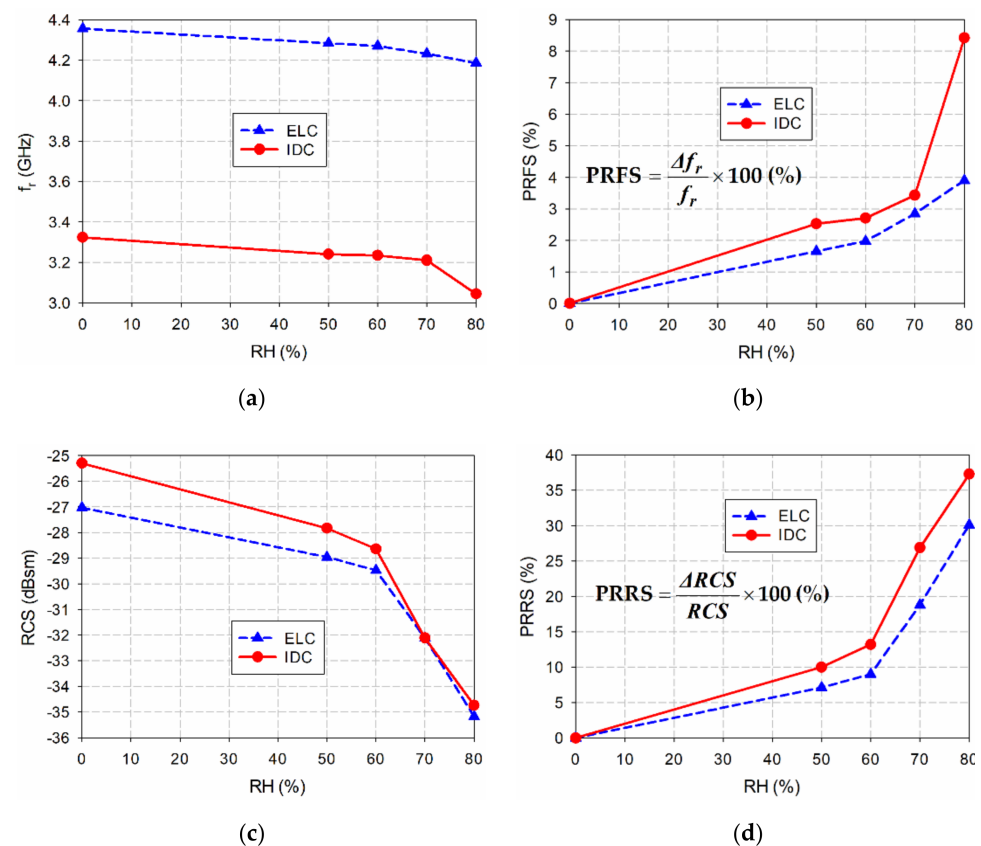 4.4
4.2
4.0
3.8
3.6
3.4
3.2
3.0
f_r (GHz)
ELC
IDC
0 10 20 30 40 50 60 70 80
RH (%)
(a)
9
8
7
6
5
4
3
2
1
0
PRFS (%)
ELC
IDC
PRFS = Δf_r / f_r × 100 (%)
0 10 20 30 40 50 60 70 80
RH (%)
(b)
-25
-26
-27
-28
-29
-30
-31
-32
-33
-34
-35
-36
RCS (dBsm)
ELC
IDC
0 10 20 30 40 50 60 70 80
RH (%)
(c)
40
35
30
25
20
15
10
5
0
PRRS (%)
ELC
IDC
PRRS = ΔRCS / RCS × 100 (%)
0 10 20 30 40 50 60 70 80
RH (%)
(d)